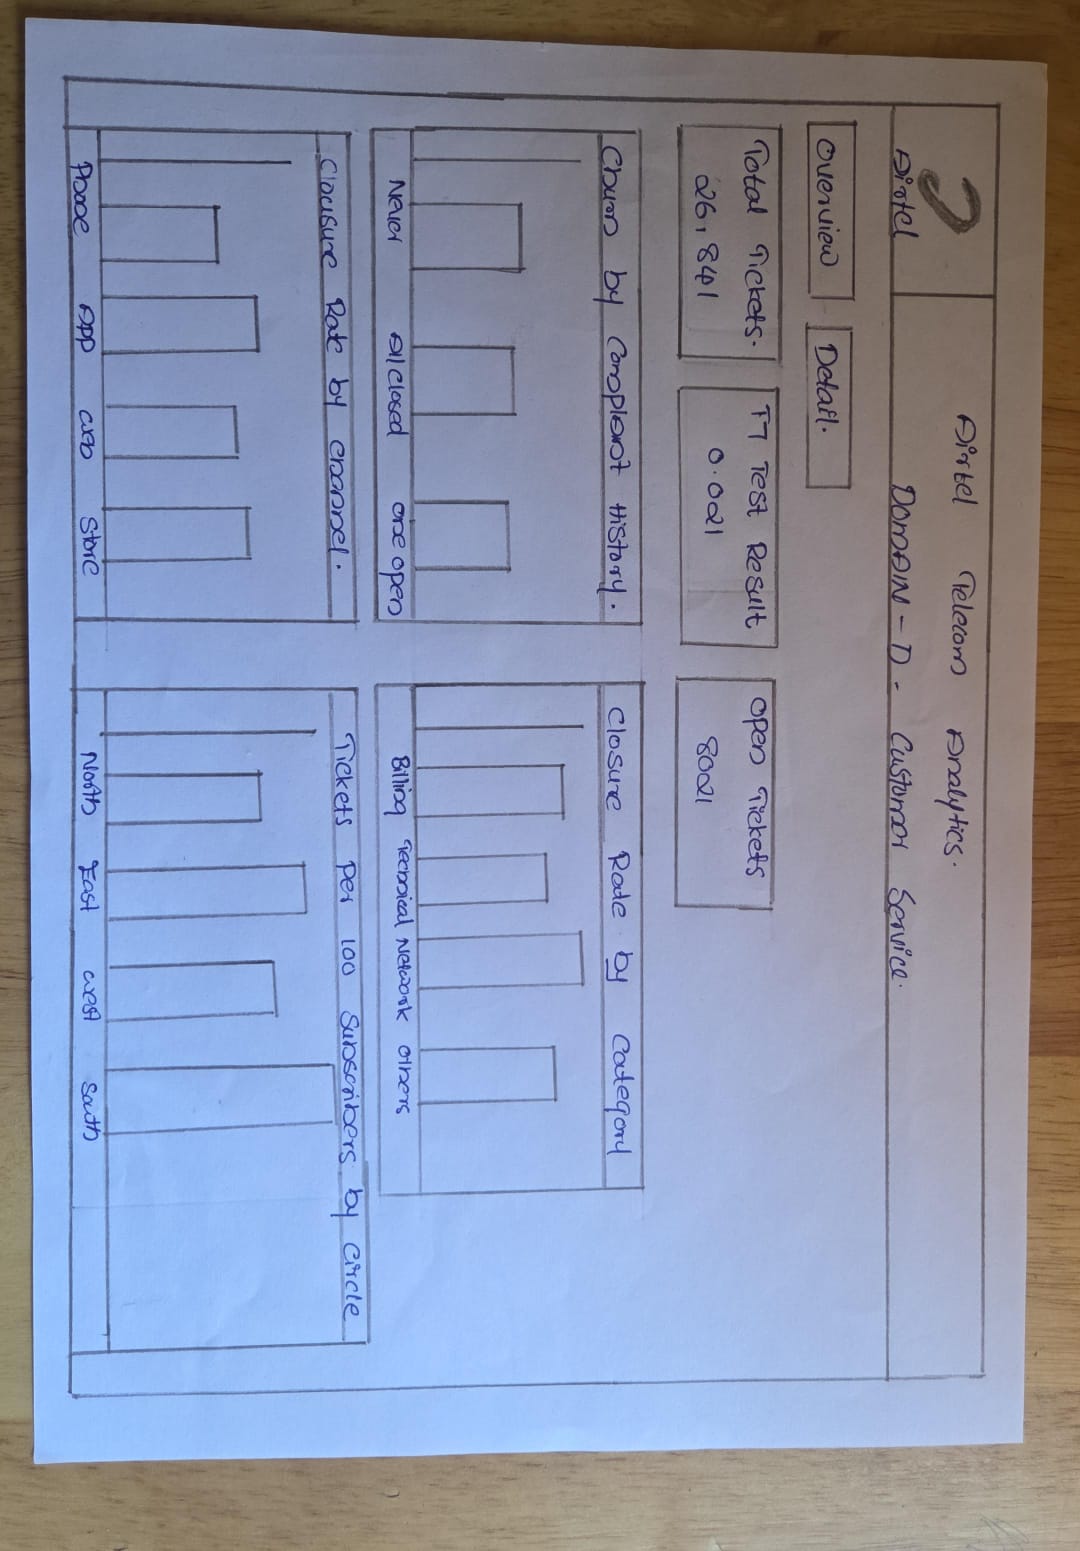 Airtel
Airtel Telecom Analytics.
DOMAIN - D - Customer Service.
Overview
Detail.
Total Tickets.
26,841
T7 Test Result
0.021
Open Tickets
8021
Churn by Complaint History.
Never All closed One open
Closure Rate by Category
Billing Technical Network Others
Clousure Rate by channel.
Phone APP Web Store
Tickets Per 100 Subscribers by Circle
North East West South